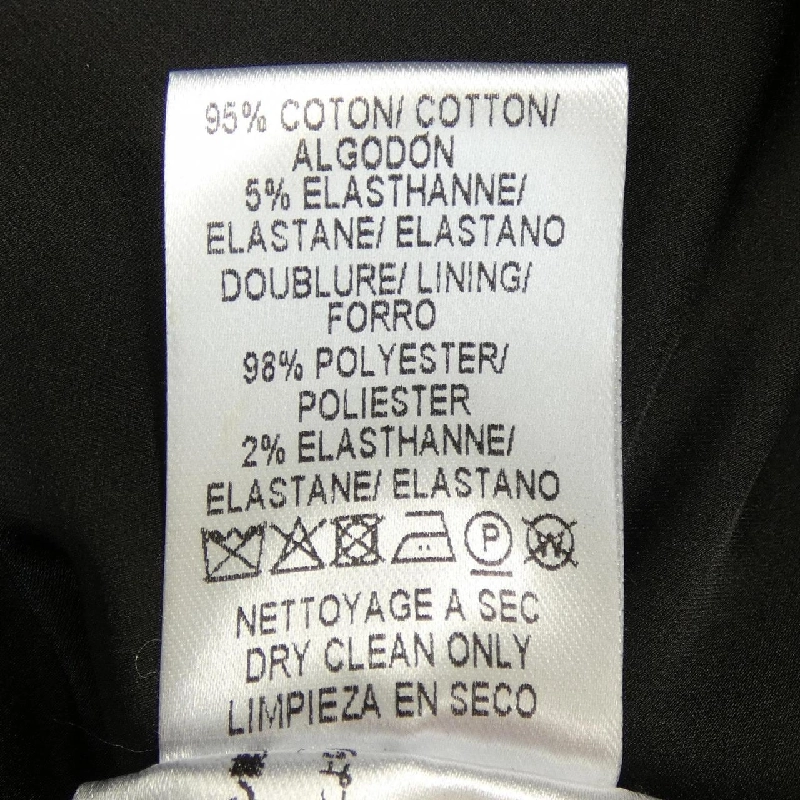 95% COTON/ COTTON/
ALGODÓN
5% ELASTHANNE/
ELASTANE/ ELASTANO
DOUBLURE/ LINING/
FORRO
98% POLYESTER/
POLIESTER
2% ELASTHANNE/
ELASTANE/ ELASTANO
P W
NETTOYAGE A SEC
DRY CLEAN ONLY
LIMPIEZA EN SECO